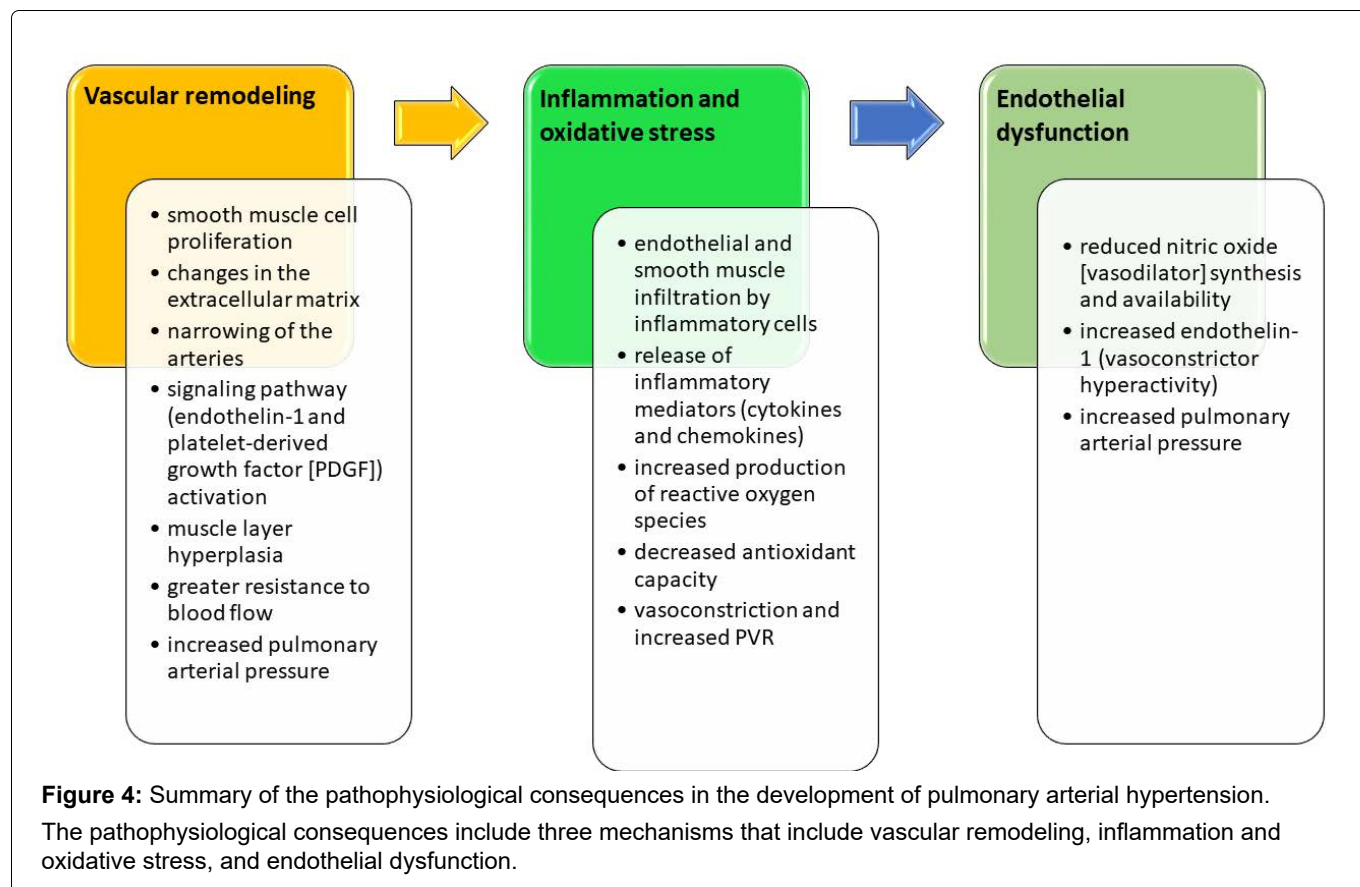 Vascular remodeling
• smooth muscle cell
proliferation
• changes in the
extracellular matrix
• narrowing of the
arteries
• signaling pathway
(endothelin-1 and
platelet-derived
growth factor [PDGF])
activation
• muscle layer
hyperplasia
• greater resistance to
blood flow
• increased pulmonary
arterial pressure
Inflammation and
oxidative stress
• endothelial and
smooth muscle
infiltration by
inflammatory cells
• release of
inflammatory
mediators (cytokines
and chemokines)
• increased production
of reactive oxygen
species
• decreased antioxidant
capacity
• vasoconstriction and
increased PVR
Endothelial
dysfunction
• reduced nitric oxide
[vasodilator] synthesis
and availability
• increased endothelin-
1 (vasoconstrictor
hyperactivity)
• increased pulmonary
arterial pressure
Figure 4: Summary of the pathophysiological consequences in the development of pulmonary arterial hypertension.
The pathophysiological consequences include three mechanisms that include vascular remodeling, inflammation and
oxidative stress, and endothelial dysfunction.